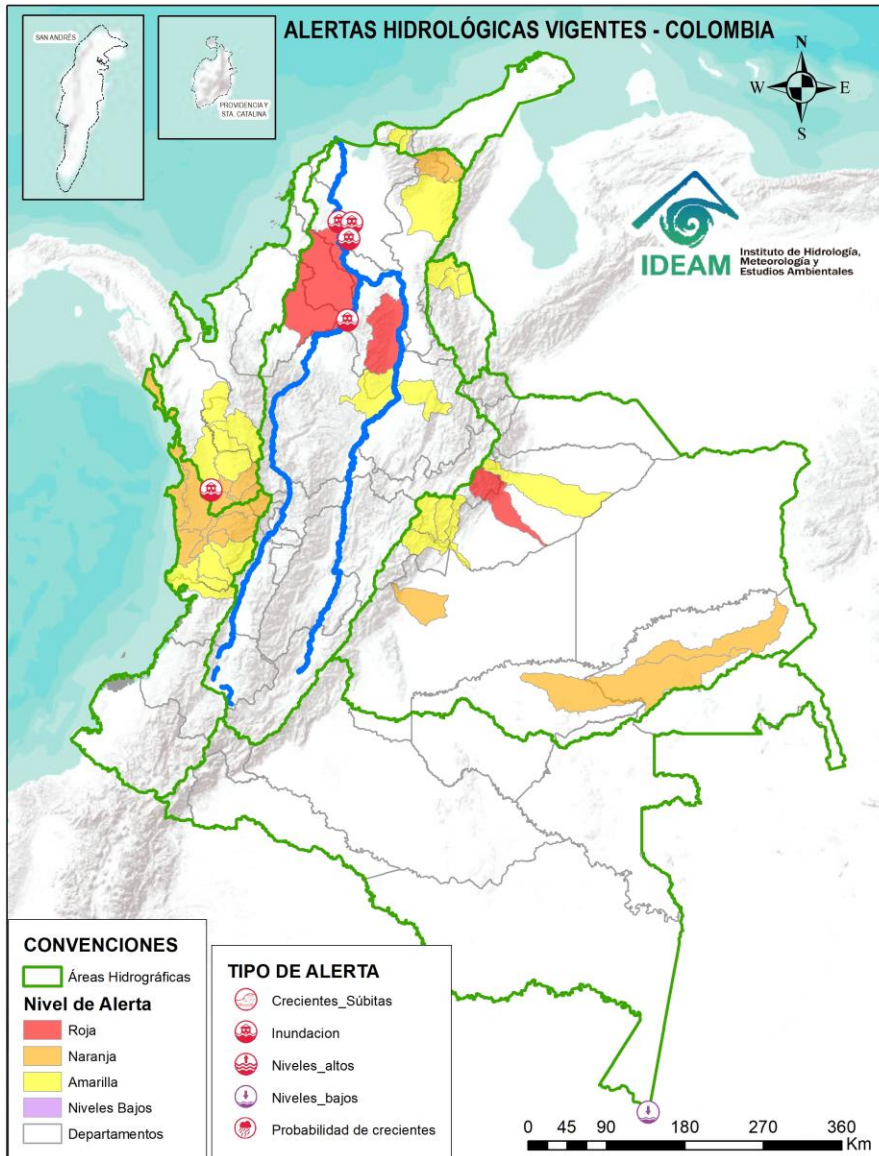 ALERTAS HIDROLÓGICAS VIGENTES - COLOMBIA
SAN ANDRÉS
PROVIDENCIA Y
STA. CATALINA
N
W
E
S
IDEAM
Instituto de Hidrología,
Meteorología y
Estudios Ambientales
CONVENCIONES
Áreas Hidrográficas
Nivel de Alerta
Roja
Naranja
Amarilla
Niveles Bajos
Departamentos
TIPO DE ALERTA
Crecientes_Súbitas
Inundacion
Niveles_altos
Niveles_bajos
Probabilidad de crecientes
0 45 90 180 270 360
Km